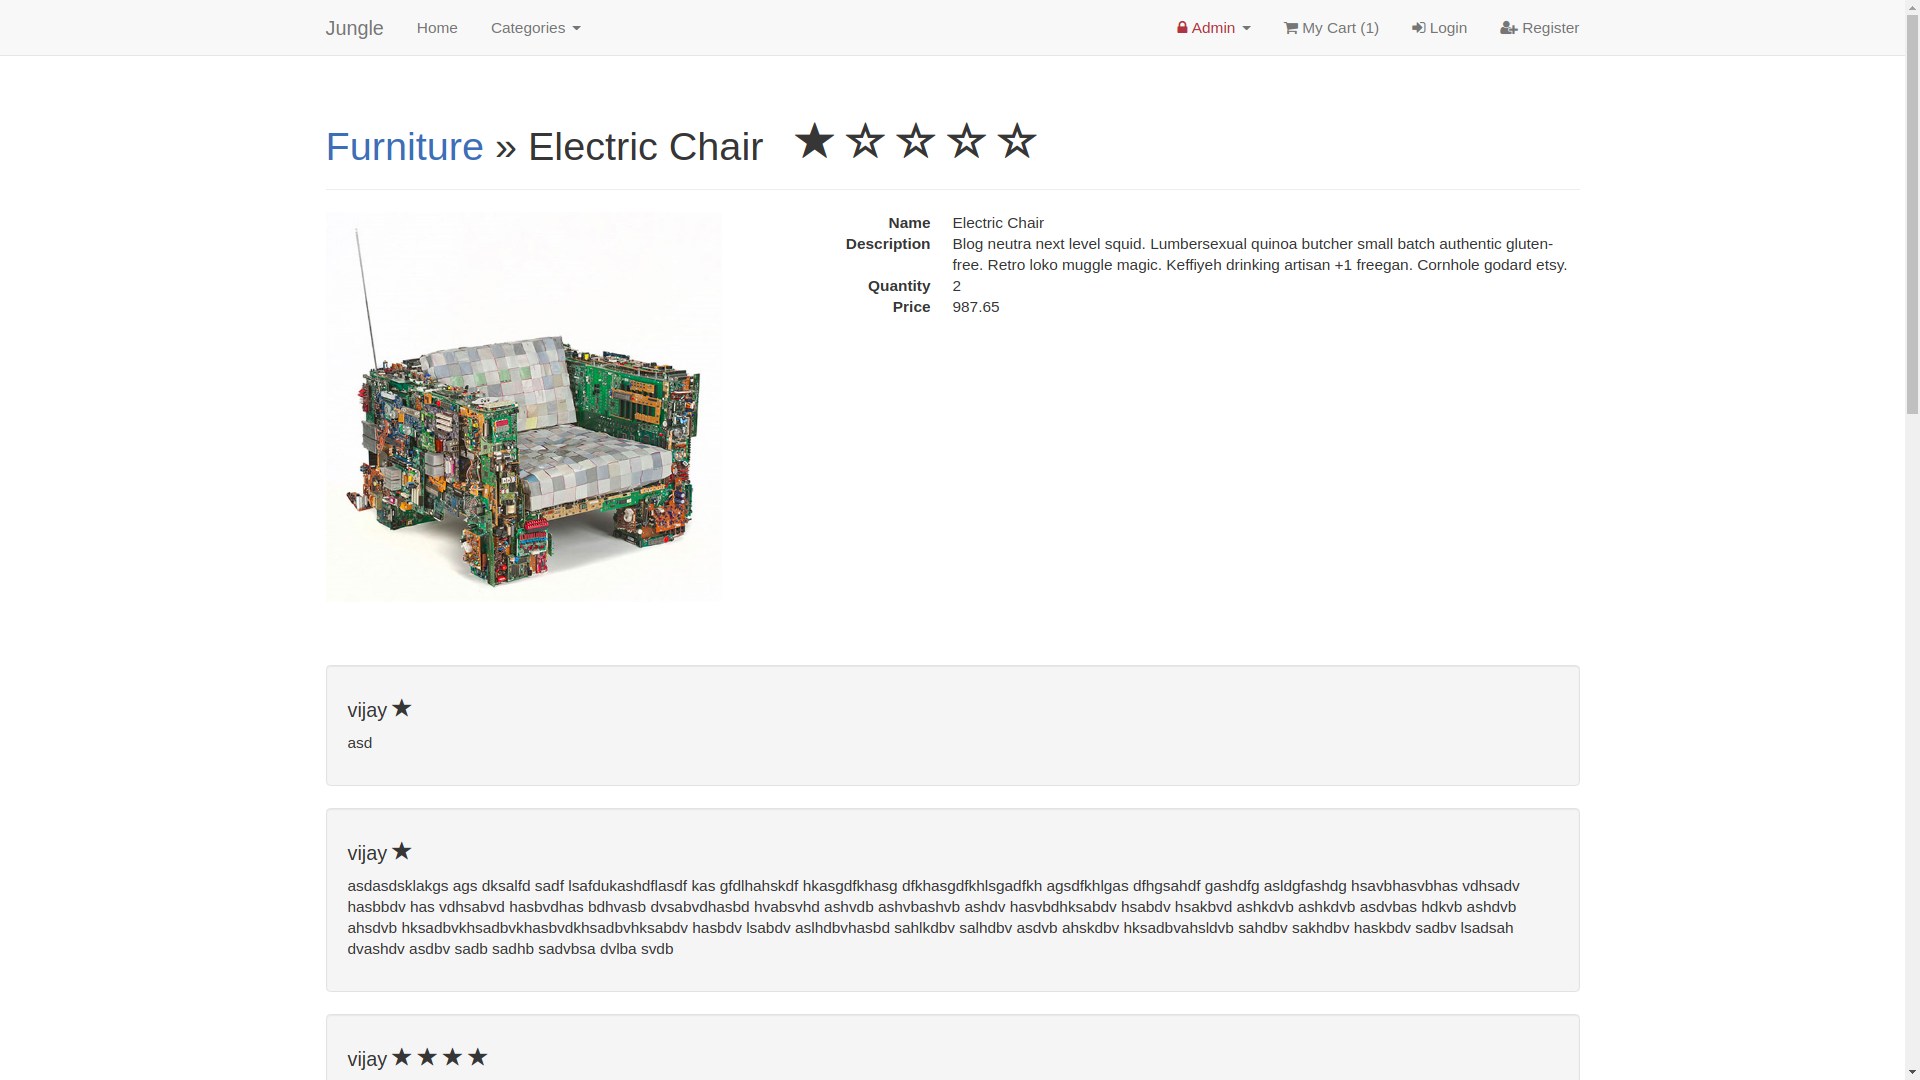 Jungle Home Categories Admin My Cart (1) Login Register
Furniture » Electric Chair ★☆☆☆☆
Name Electric Chair
Description Blog neutra next level squid. Lumbersexual quinoa butcher small batch authentic gluten-
free. Retro loko muggle magic. Keffiyeh drinking artisan +1 freegan. Cornhole godard etsy.
Quantity 2
Price 987.65
vijay ★
asd
vijay ★
asdasdsklakgs ags dksalfd sadf lsafdukashdflasdf kas gfdlhahskdf hkasgdfkhasg dfkhasgdfkhlsgadfkh agsdfkhlgas dfhgsahdf gashdfg asldgfashdg hsavbhasvbhas vdhsadv
hasbbdv has vdhsabvd hasbvdhas bdhvasb dvsabvdhasbd hvabsvhd ashvdb ashvbashvb ashdv hasvbdhksabdv hsabdv hsakbvd ashkdvb ashkdvb asdvbas hdkvb ashdvb
ahsdvb hksadbvkhsadbvkhasbvdkhsadbvhksabdv hasbdv lsabdv aslhdbvhasbd sahlkdbv salhdbv asdvb ahskdbv hksadbvahsldvb sahdbv sakhdbv haskbdv sadbv lsadsah
dvashdv asdbv sadb sadhb sadvbsa dvlba svdb
vijay ★★★★